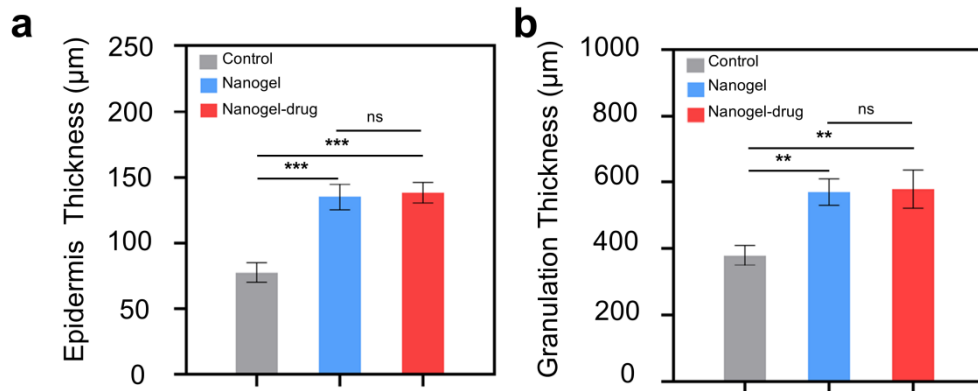 a
Epidermis Thickness (μm)
250
200
150
100
50
0
Control
Nanogel
Nanogel-drug
ns
***
***
b
Granulation Thickness (μm)
1000
800
600
400
200
0
Control
Nanogel
Nanogel-drug
ns
**
**